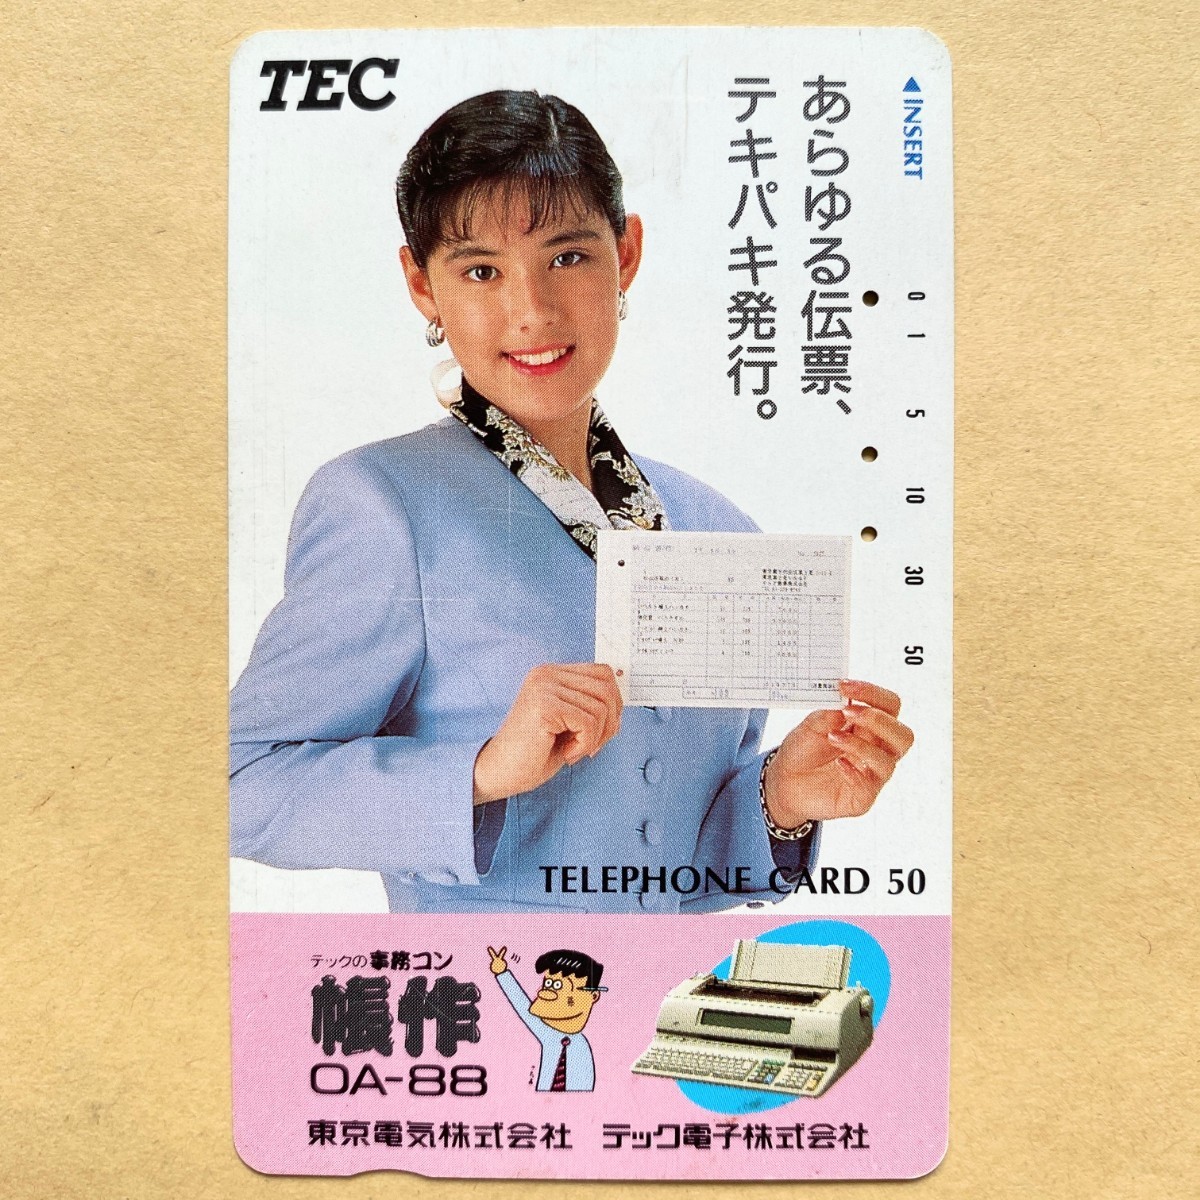 TEC
あらゆる伝票、
テキパキ発行。
INSERT
0
1
5
10
30
50
TELEPHONE CARD 50
テックの事務コン
帳作
OA-88
東京電気株式会社 テック電子株式会社